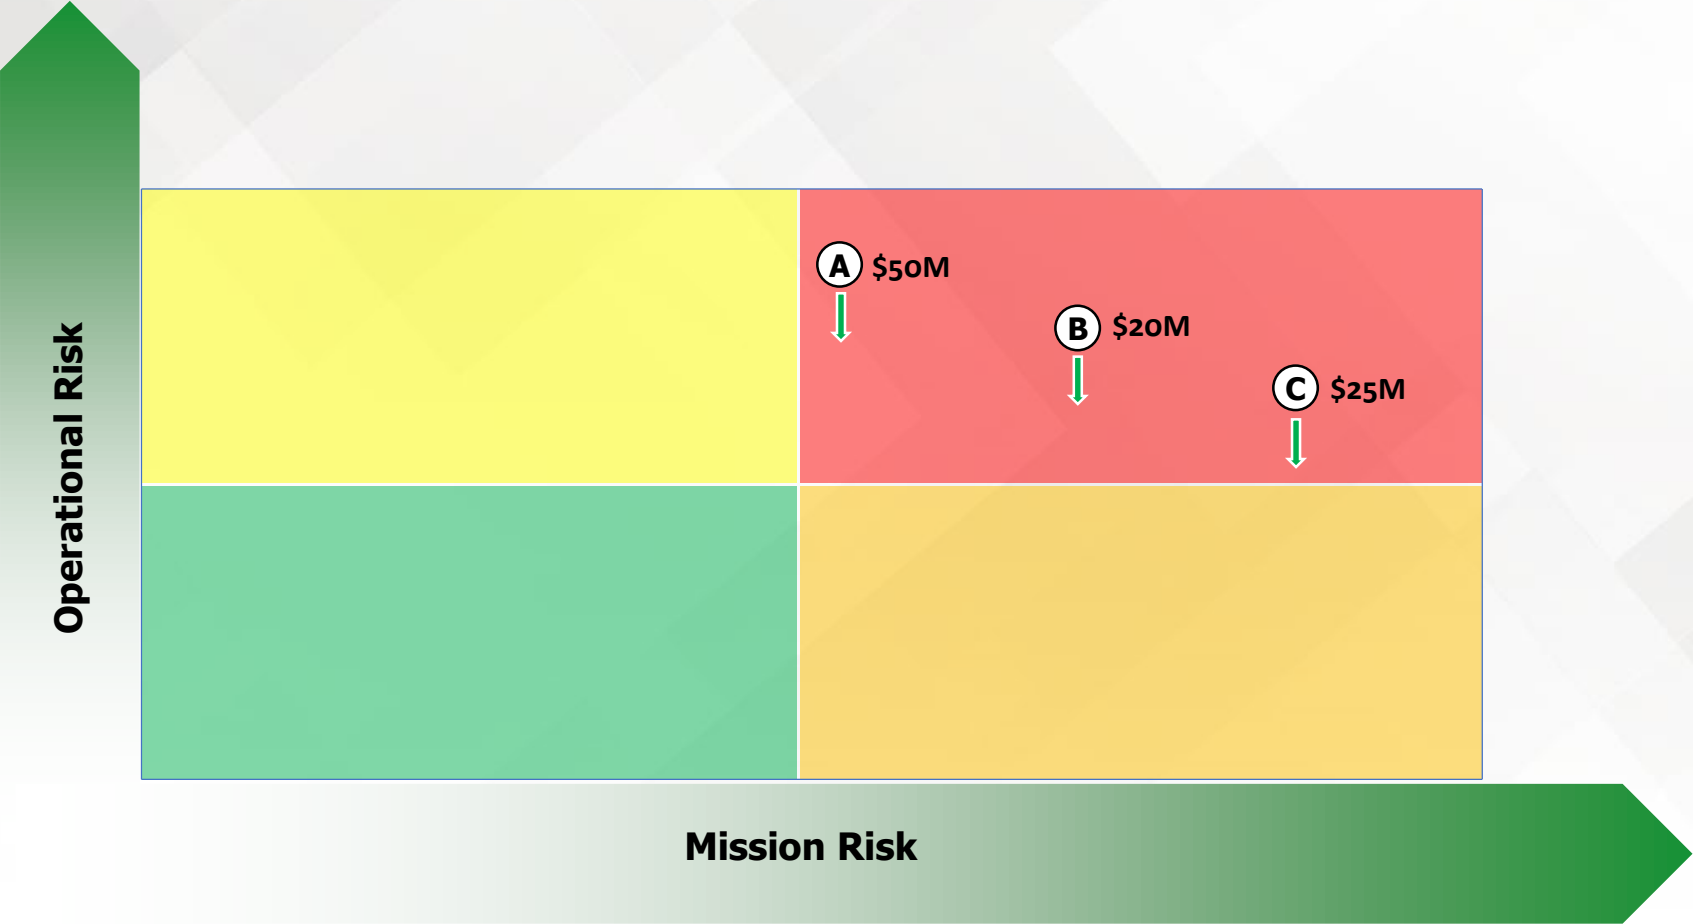 A $50M
B $20M
C $25M
Operational Risk
Mission Risk